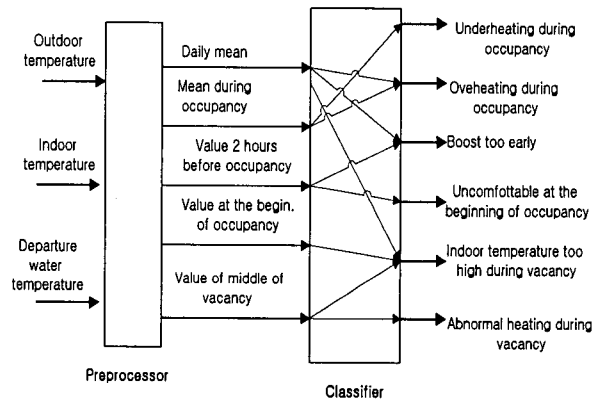 Outdoor
temperature
Indoor
temperature
Departure
water
temperature
Preprocessor
Daily mean
Mean during
occupancy
Value 2 hours
before occupancy
Value at the begin.
of occupancy
Value of middle of
vacancy
Classifier
Underheating during
occupancy
Oveheating during
occupancy
Boost too early
Uncomfottable at the
beginning of occupancy
Indoor temperature too
high during vacancy
Abnormal heating during
vacancy